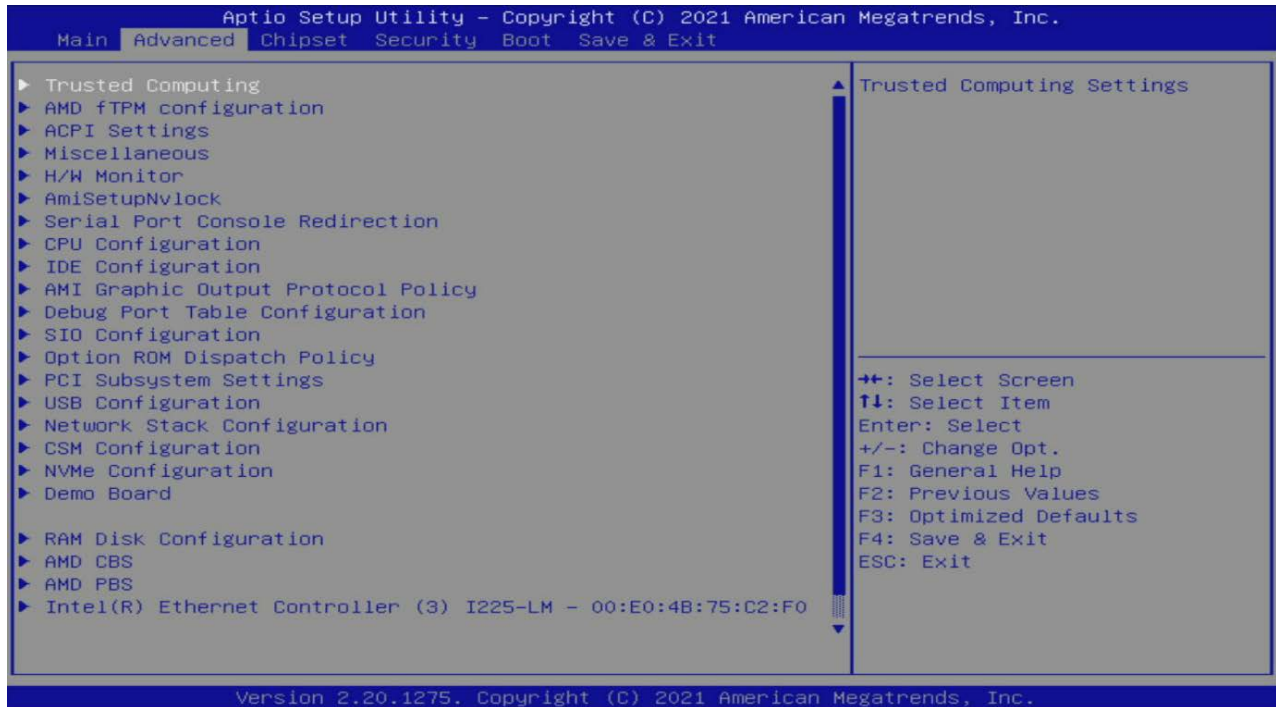 Aptio Setup Utility – Copyright (C) 2021 American Megatrends, Inc.
Main Advanced Chipset Security Boot Save & Exit
Trusted Computing
AMD fTPM configuration
ACPI Settings
Miscellaneous
H/W Monitor
AmiSetupNvlock
Serial Port Console Redirection
CPU Configuration
IDE Configuration
AMI Graphic Output Protocol Policy
Debug Port Table Configuration
SIO Configuration
Option ROM Dispatch Policy
PCI Subsystem Settings
USB Configuration
Network Stack Configuration
CSM Configuration
NVMe Configuration
Demo Board
RAM Disk Configuration
AMD CBS
AMD PBS
Intel(R) Ethernet Controller (3) I225-LM – 00:E0:4B:75:C2:F0
Trusted Computing Settings
→←: Select Screen
↑↓: Select Item
Enter: Select
+/-: Change Opt.
F1: General Help
F2: Previous Values
F3: Optimized Defaults
F4: Save & Exit
ESC: Exit
Version 2.20.1275. Copyright (C) 2021 American Megatrends, Inc.